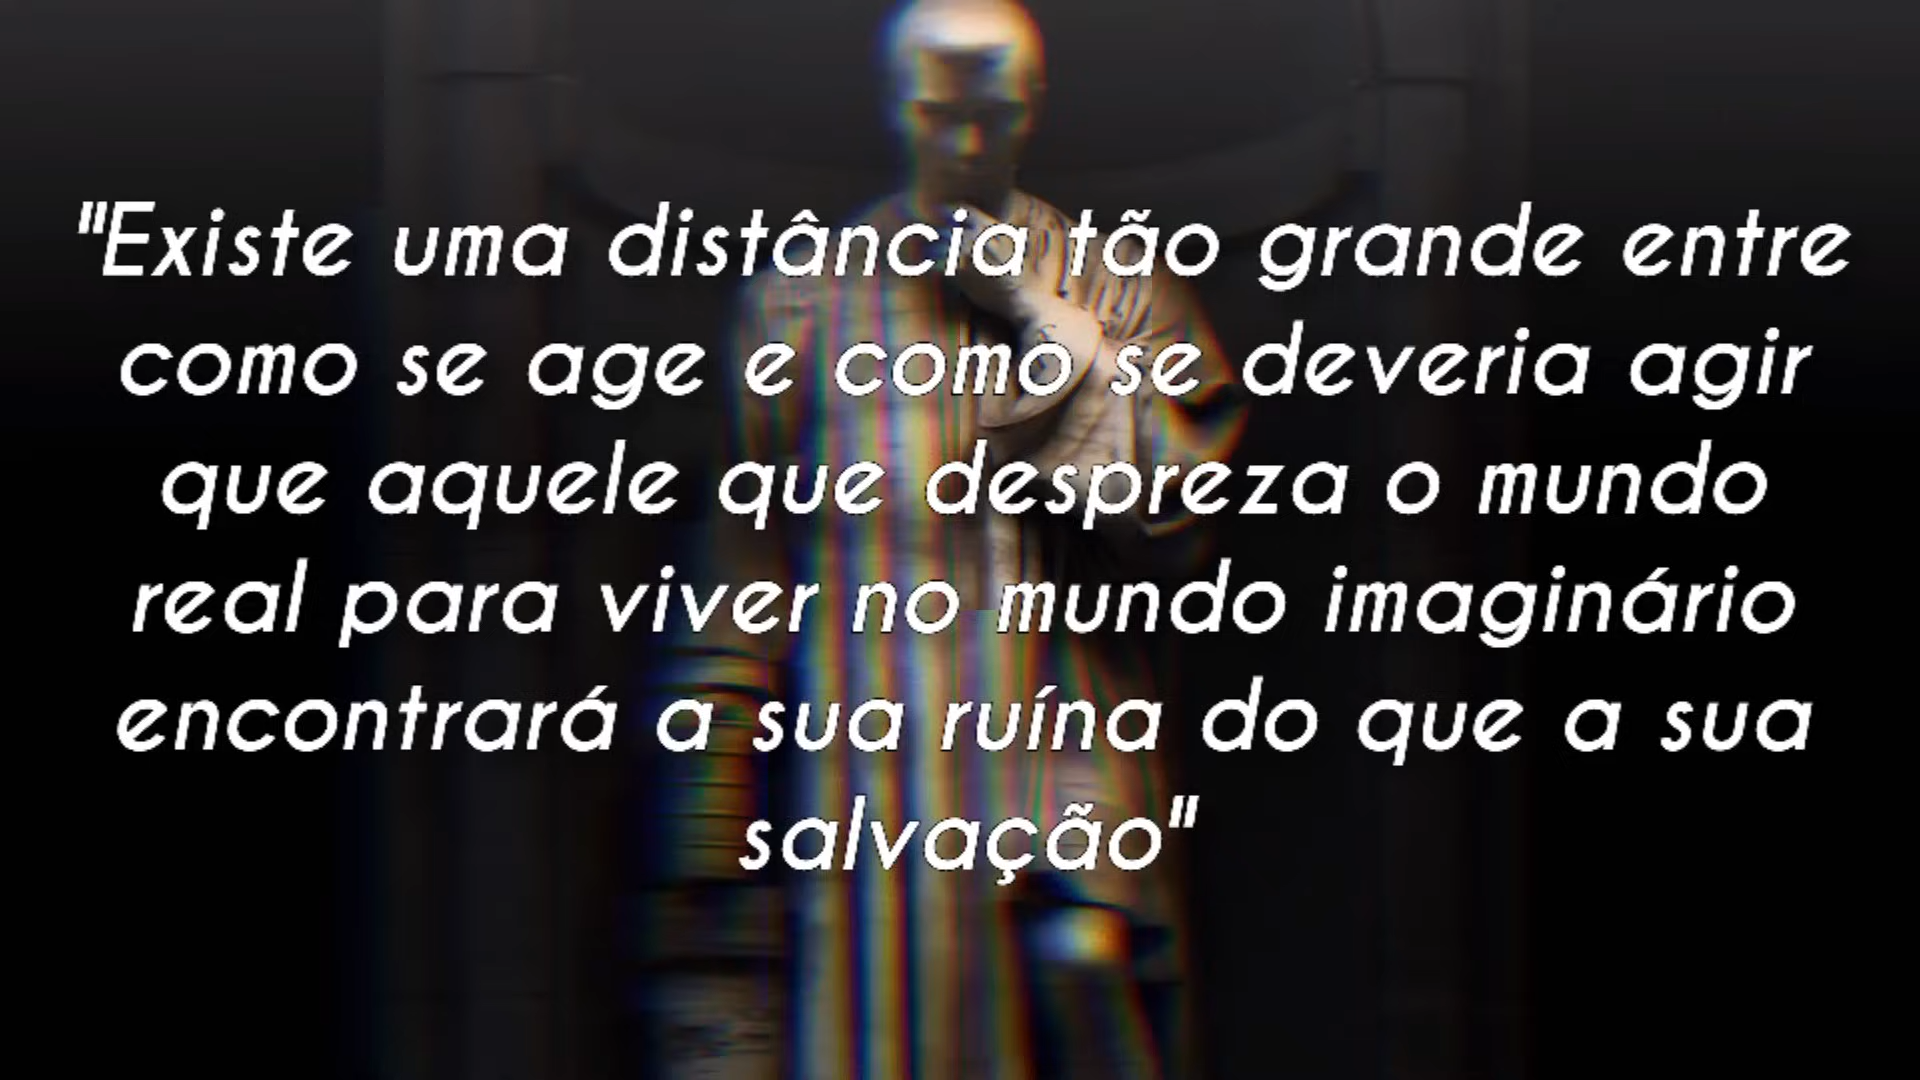 "Existe uma distância tão grande entre
como se age e como se deveria agir
que aquele que despreza o mundo
real para viver no mundo imaginário
encontrará a sua ruína do que a sua
salvação"